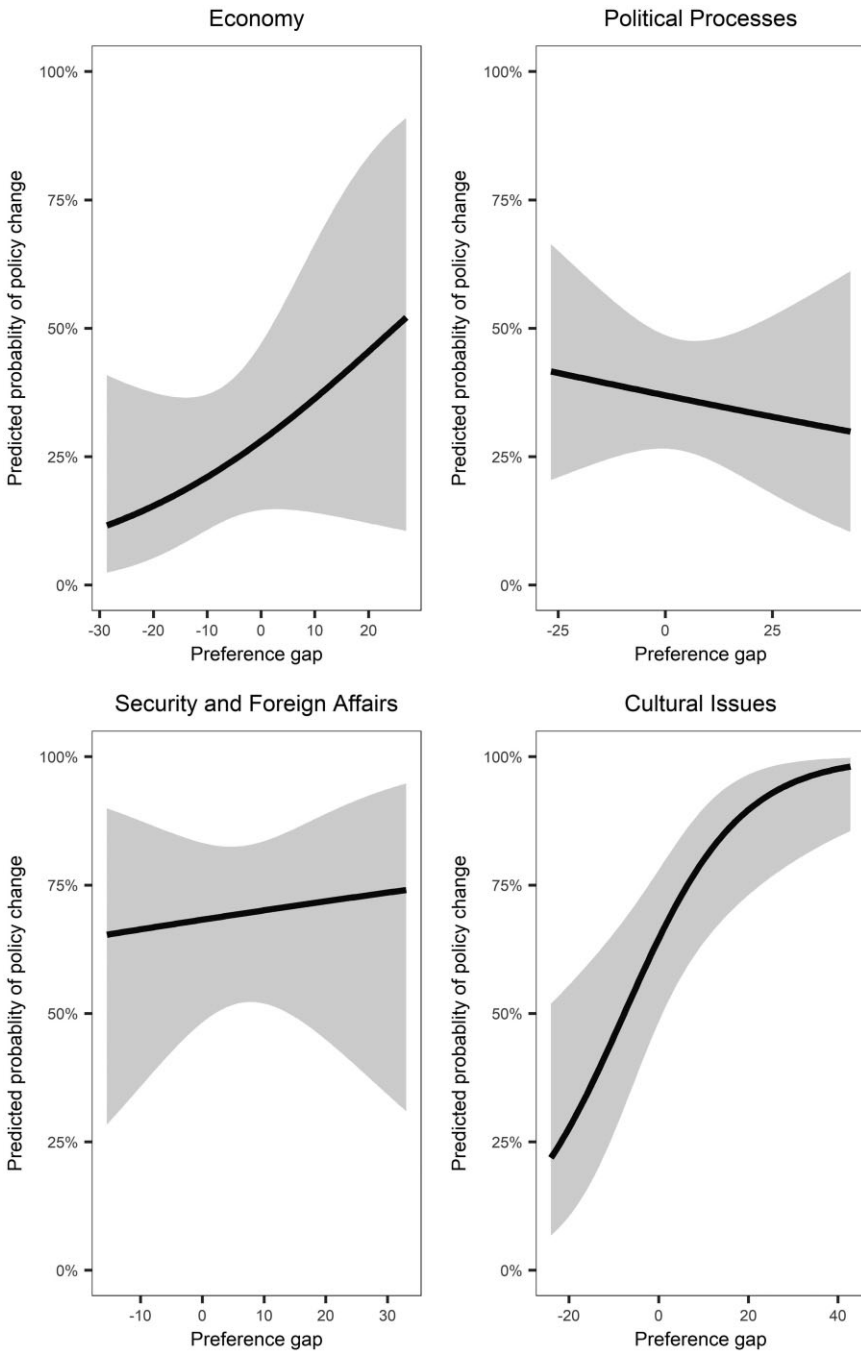 Economy
Predicted probablity of policy change
100%
75%
50%
25%
0%
-30 -20 -10 0 10 20
Preference gap
Political Processes
Predicted probablity of policy change
100%
75%
50%
25%
0%
-25 0 25
Preference gap
Security and Foreign Affairs
Predicted probablity of policy change
100%
75%
50%
25%
0%
-10 0 10 20 30
Preference gap
Cultural Issues
Predicted probablity of policy change
100%
75%
50%
25%
0%
-20 0 20 40
Preference gap